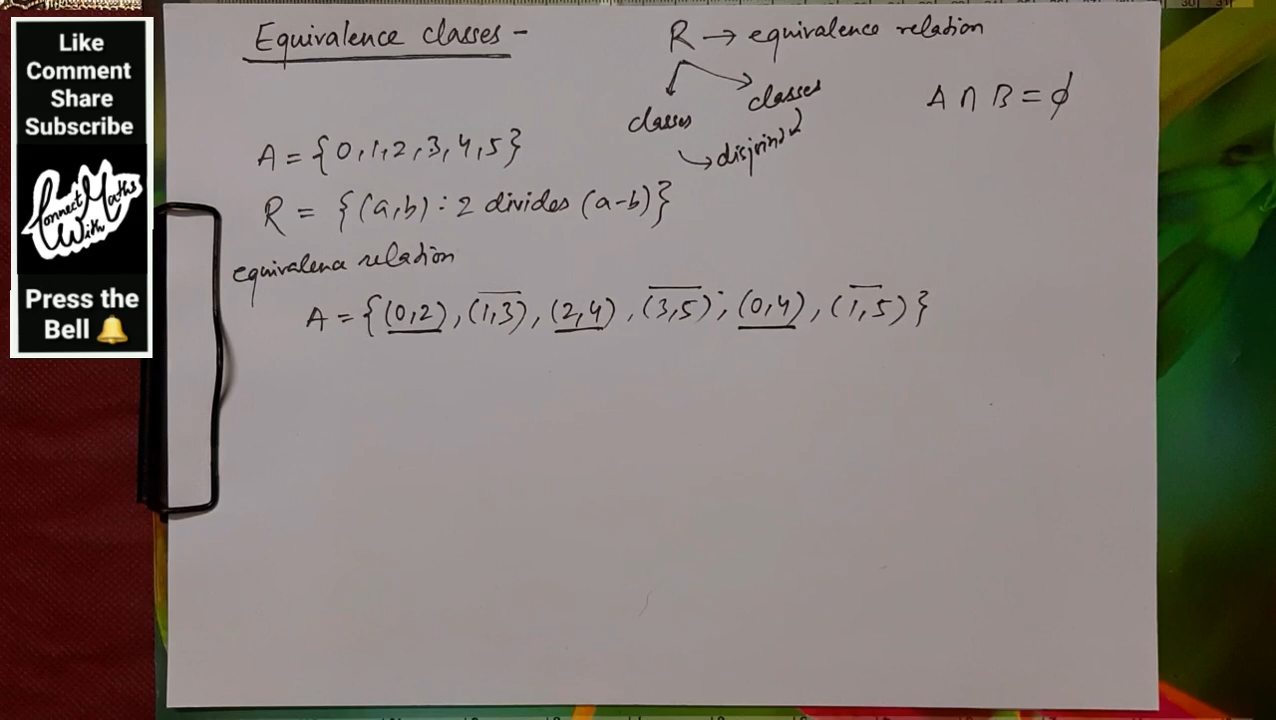 Like
Comment
Share
Subscribe
Connect
With Maths
Press the
Bell 🔔
Equivalence classes -
R → equivalence relation
classes classes
disjoint
A ∩ B = ϕ
A = {0,1,2,3,4,5}
R = {(a,b) : 2 divides (a-b)}
equivalence relation
A = {(0,2), (1,3), (2,4), (3,5); (0,4), (1,5)}